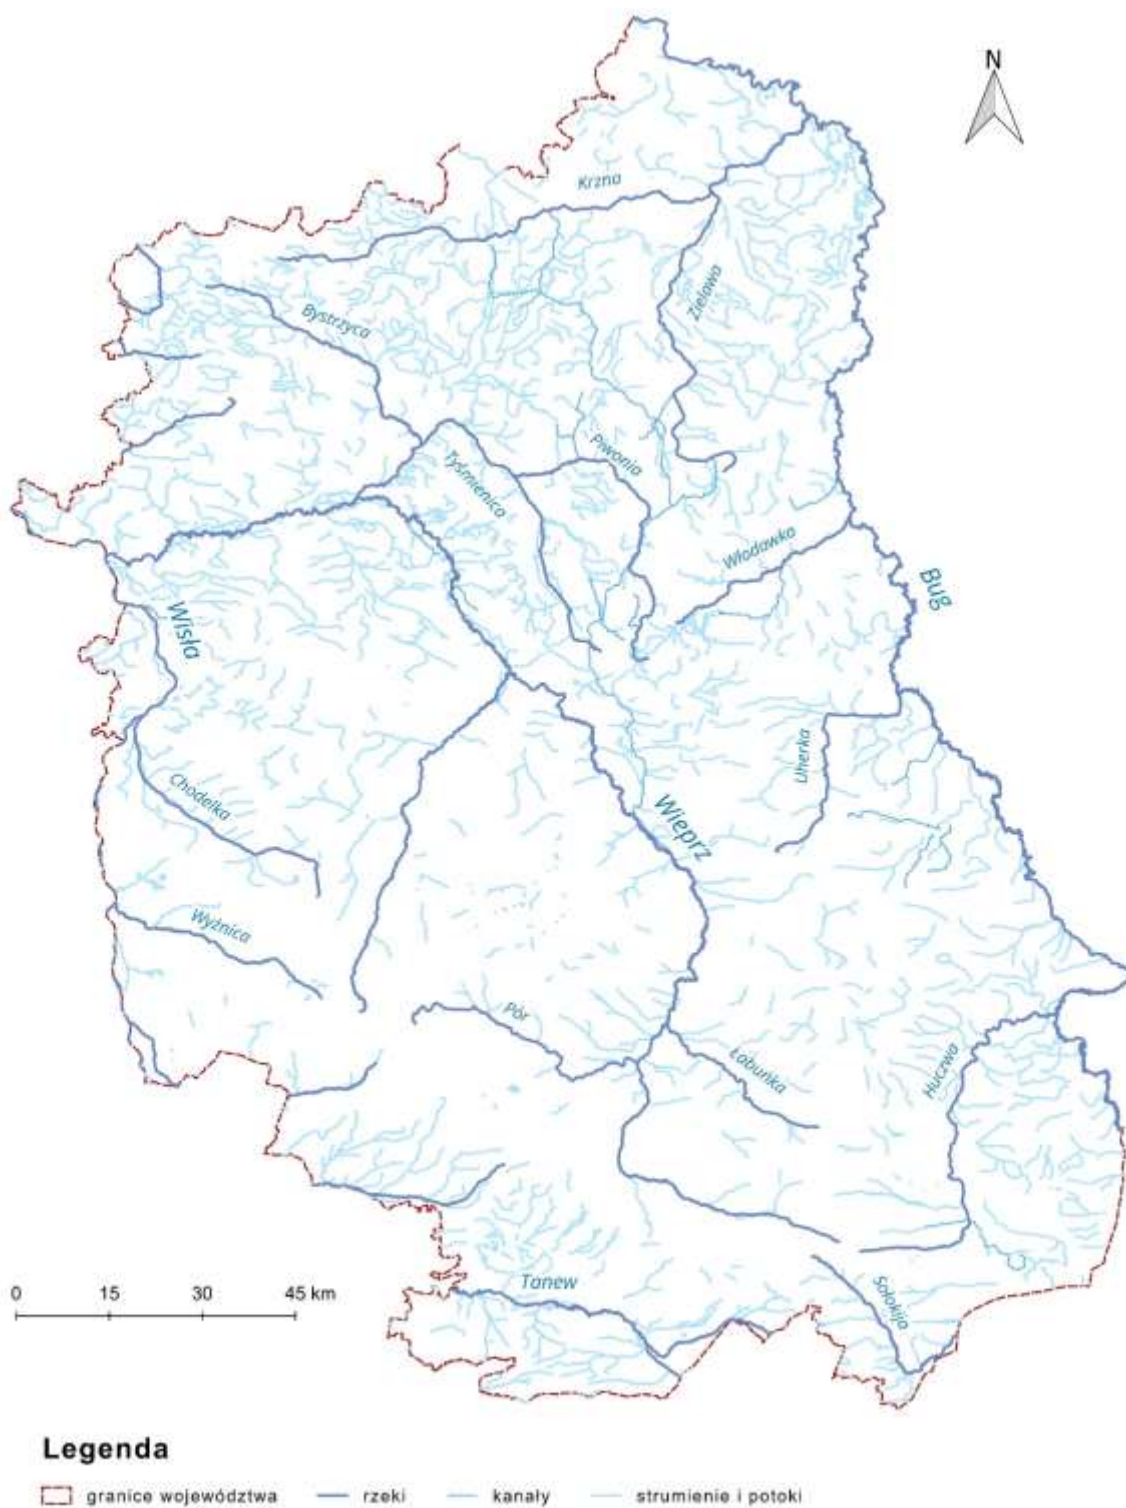 N
Krzna
Zielawa
Bystrzyca
Piwonia
Tyśmienica
Włodawka
Bug
Wisła
Uherka
Chodelka
Wieprz
Wyżnica
Pór
Łabuńka
Huczwa
Tanew
Sołokija
0 15 30 45 km
Legenda
granice województwa rzeki kanały strumienie i potoki